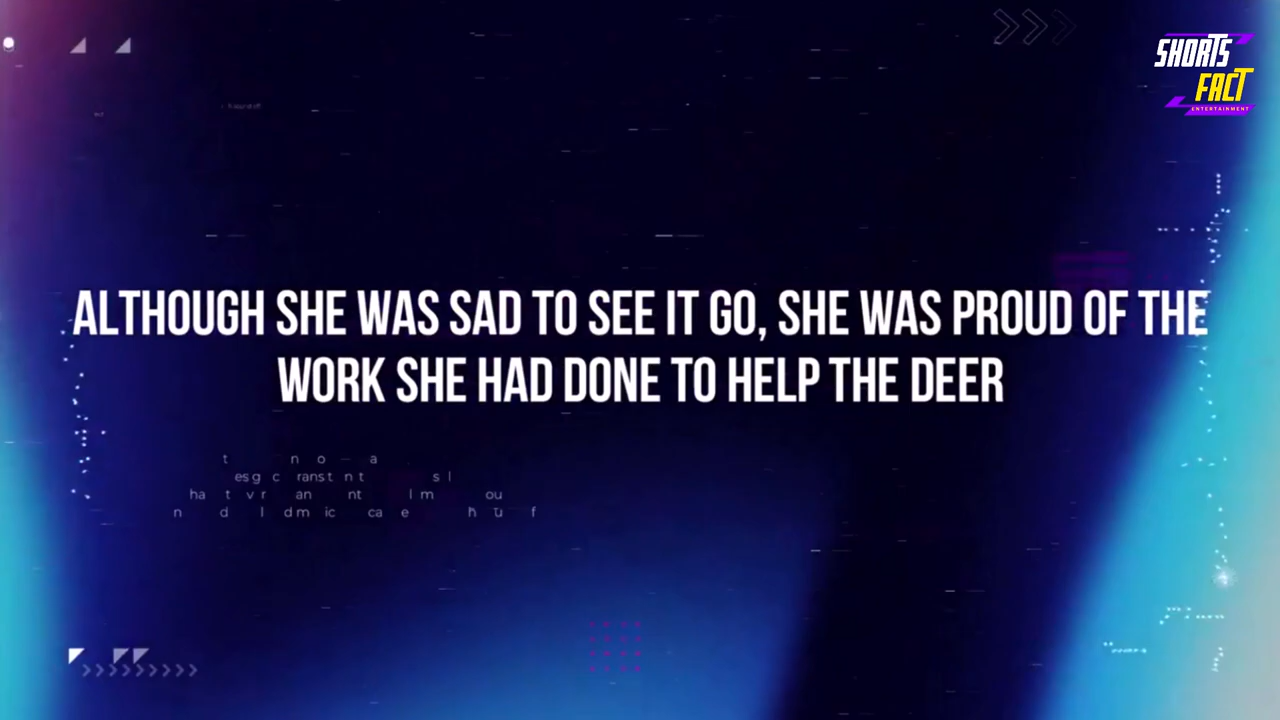 SHORTS
FACT
ENTERTAINMENT
ALTHOUGH SHE WAS SAD TO SEE IT GO, SHE WAS PROUD OF THE
WORK SHE HAD DONE TO HELP THE DEER